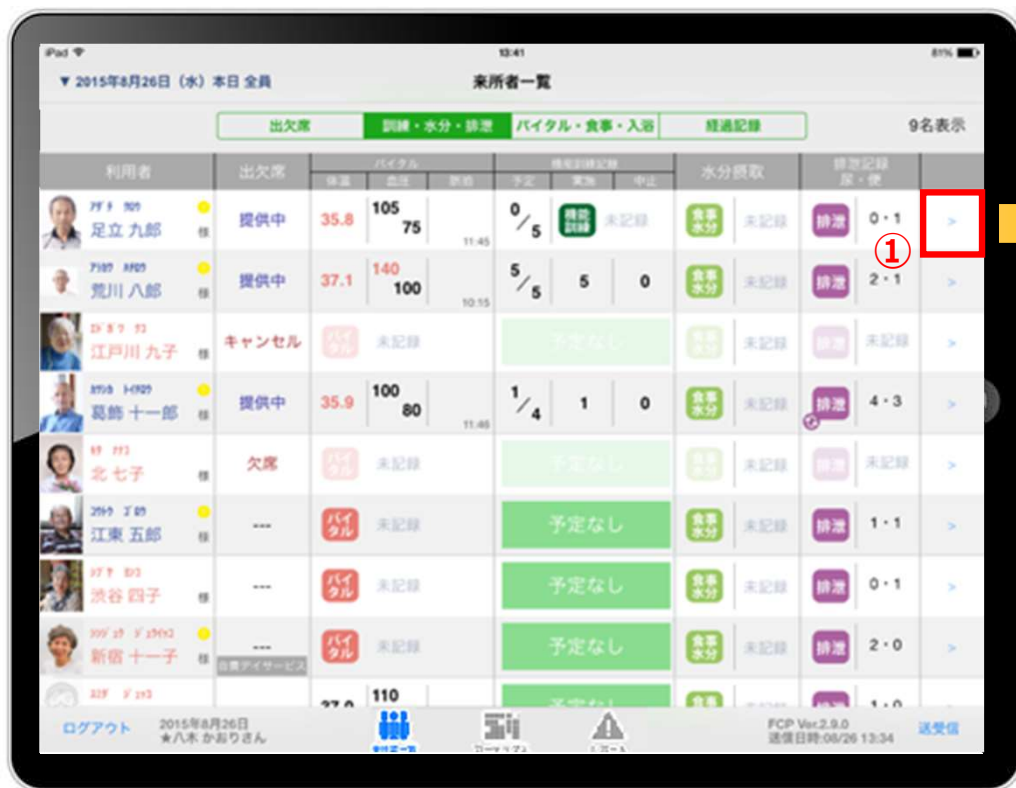 iPad 13:41 81%
▼ 2015年8月26日（水）本日 全員 来所者一覧
出欠席 訓練・水分・排泄 バイタル・食事・入浴 経過記録 9名表示
利用者 出欠席 バイタル 機能訓練記録 水分摂取 排泄記録
体温 血圧 脈拍 予定 実施 中止 尿・便
足立 九郎 様 提供中 35.8 105 75 11:45 0/5 機能訓練 未記録 食事水分 未記録 排泄 0・1 >
①
荒川 八郎 様 提供中 37.1 140 100 10:15 5/5 5 0 食事水分 未記録 排泄 2・1 >
江戸川 九子 様 キャンセル バイタル 未記録 予定なし 食事水分 未記録 排泄 未記録 >
葛飾 十一郎 様 提供中 35.9 100 80 11:46 1/4 1 0 食事水分 未記録 排泄 4・3 >
北 七子 様 欠席 バイタル 未記録 予定なし 食事水分 未記録 排泄 未記録 >
江東 五郎 様 --- バイタル 未記録 予定なし 食事水分 未記録 排泄 1・1 >
渋谷 四子 様 --- バイタル 未記録 予定なし 食事水分 未記録 排泄 0・1 >
新宿 十一子 様 --- バイタル 未記録 予定なし 食事水分 未記録 排泄 2・0 >
自費デイサービス
110
ログアウト 2015年8月26日 FCP Ver.2.9.0 送受信
★八木 かおりさん 送信日時:08/26 13:34